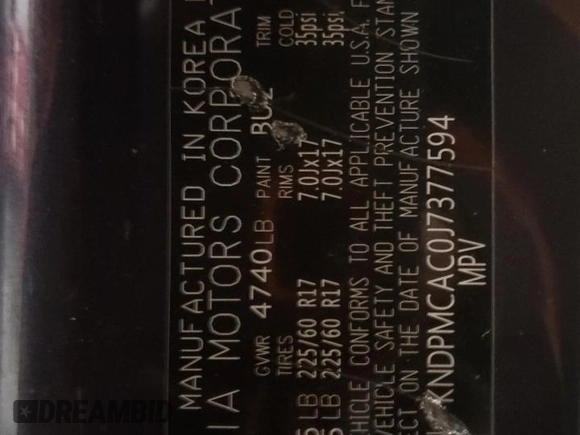 MANUFACTURED IN KOREA
IA MOTORS CORPORAT
GVWR 4740LB PAINT BU2 TRIM
TIRES RIMS COLD
LB 225/60 R17 7.0Jx17 35psi
LB 225/60 R17 7.0Jx17 35psi
HICLE CONFORMS TO ALL APPLICABLE U.S.A. F
VEHICLE SAFETY AND THEFT PREVENTION STAN
ECT ON THE DATE OF MANUFACTURE SHOWN
KNDPMCAC0J7377594
MPV
DREAMBID